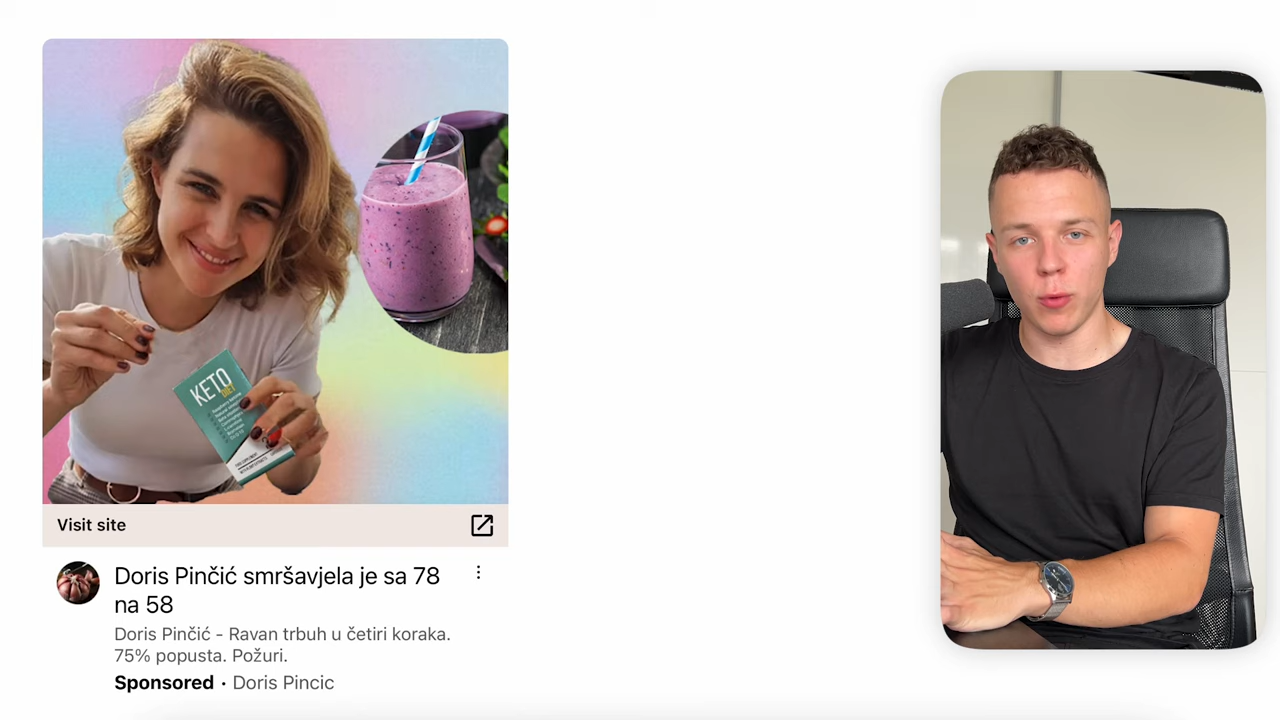 KETO
DIET
Visit site
Doris Pinčić smršavjela je sa 78
na 58
Doris Pinčić - Ravan trbuh u četiri koraka.
75% popusta. Požuri.
Sponsored · Doris Pincic